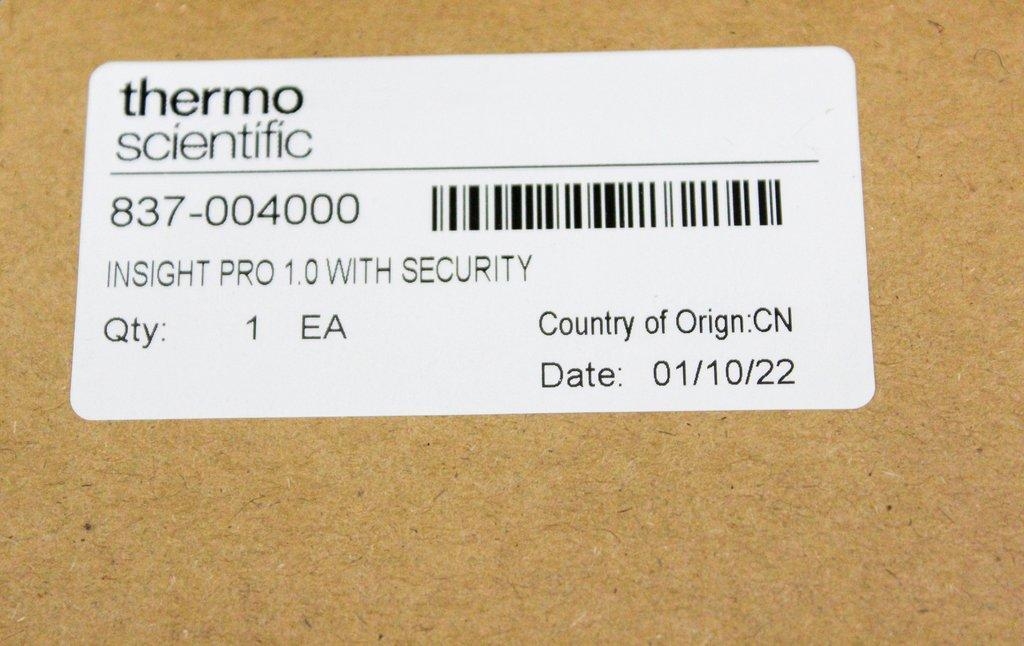 thermo
scientific
837-004000
INSIGHT PRO 1.0 WITH SECURITY
Qty: 1 EA
Country of Orign:CN
Date: 01/10/22